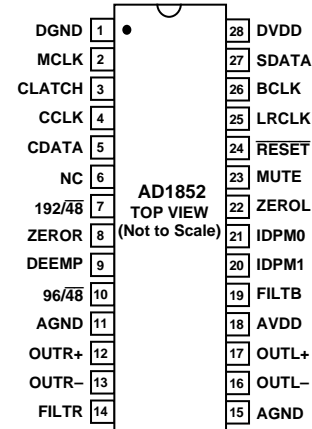 DGND 1 28 DVDD
MCLK 2 27 SDATA
CLATCH 3 26 BCLK
CCLK 4 25 LRCLK
CDATA 5 24 RESET
NC 6 23 MUTE
192/48 7 22 ZEROL
ZEROR 8 21 IDPM0
DEEMP 9 20 IDPM1
96/48 10 19 FILTB
AGND 11 18 AVDD
OUTR+ 12 17 OUTL+
OUTR– 13 16 OUTL–
FILTR 14 15 AGND
AD1852
TOP VIEW
(Not to Scale)